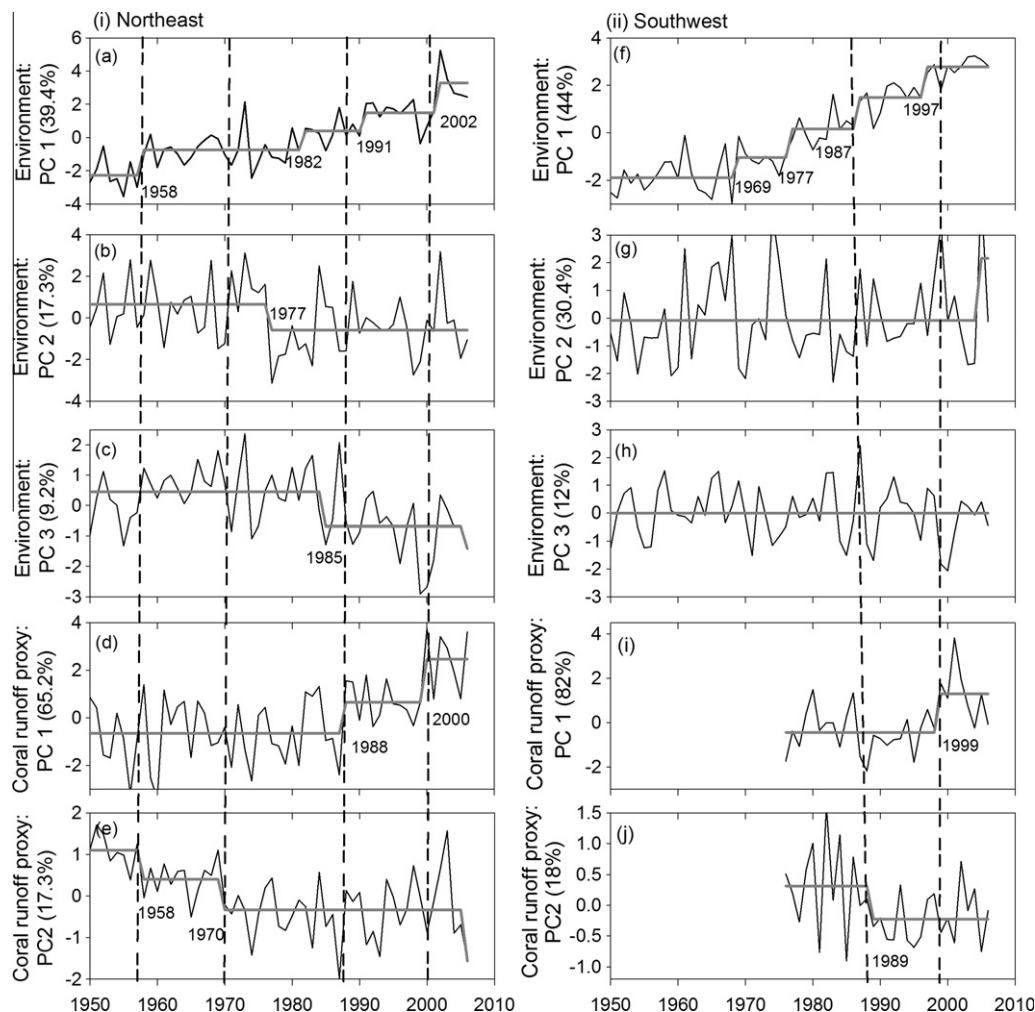 (i) Northeast
(ii) Southwest
(a)
Environment:
PC 1 (39.4%)
6
4
2
0
-2
-4
1958
1982
1991
2002
(f)
Environment:
PC 1 (44%)
4
2
0
-2
1969
1977
1987
1997
(b)
Environment:
PC 2 (17.3%)
4
2
0
-2
-4
1977
(g)
Environment:
PC 2 (30.4%)
3
2
1
0
-1
-2
-3
(c)
Environment:
PC 3 (9.2%)
2
1
0
-1
-2
-3
1985
(h)
Environment:
PC 3 (12%)
3
2
1
0
-1
-2
-3
(d)
Coral runoff proxy:
PC 1 (65.2%)
4
2
0
-2
1988
2000
(i)
Coral runoff proxy:
PC 1 (82%)
4
2
0
-2
1999
(e)
Coral runoff proxy:
PC2 (17.3%)
2
1
0
-1
-2
1958
1970
(j)
Coral runoff proxy:
PC2 (18%)
1.5
1.0
0.5
0.0
-0.5
-1.0
1989
1950 1960 1970 1980 1990 2000 2010
1950 1960 1970 1980 1990 2000 2010